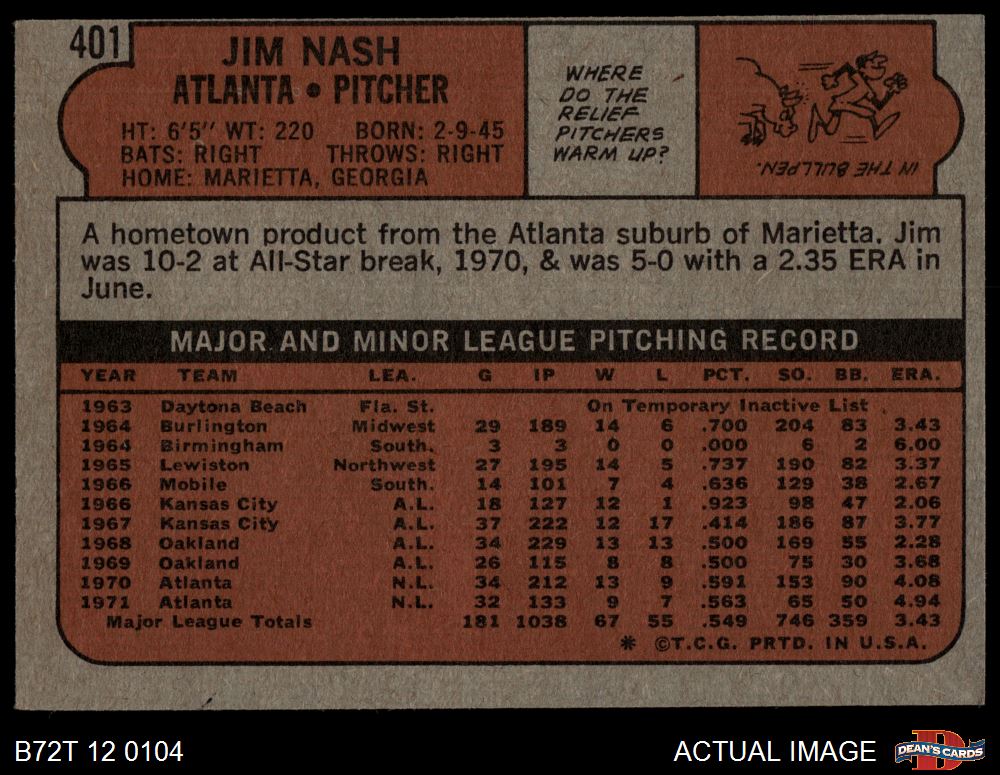 401
JIM NASH
ATLANTA • PITCHER
HT: 6'5" WT: 220 BORN: 2-9-45
BATS: RIGHT THROWS: RIGHT
HOME: MARIETTA, GEORGIA
WHERE
DO THE
RELIEF
PITCHERS
WARM UP?
IN THE BULLPEN.
A hometown product from the Atlanta suburb of Marietta, Jim
was 10-2 at All-Star break, 1970, & was 5-0 with a 2.35 ERA in
June.
MAJOR AND MINOR LEAGUE PITCHING RECORD
YEAR TEAM LEA. G IP W L PCT. SO. BB. ERA.
1963 Daytona Beach Fla. St. On Temporary Inactive List
1964 Burlington Midwest 29 189 14 6 .700 204 83 3.43
1964 Birmingham South. 3 3 0 0 .000 6 2 6.00
1965 Lewiston Northwest 27 195 14 5 .737 190 82 3.37
1966 Mobile South. 14 101 7 4 .636 129 38 2.67
1966 Kansas City A.L. 18 127 12 1 .923 98 47 2.06
1967 Kansas City A.L. 37 222 12 17 .414 186 87 3.77
1968 Oakland A.L. 34 229 13 13 .500 169 55 2.28
1969 Oakland A.L. 26 115 8 8 .500 75 30 3.68
1970 Atlanta N.L. 34 212 13 9 .591 153 90 4.08
1971 Atlanta N.L. 32 133 9 7 .563 65 50 4.94
Major League Totals 181 1038 67 55 .549 746 359 3.43
* ©T.C.G. PRTD. IN U.S.A.
B72T 12 0104 ACTUAL IMAGE
DEAN'S CARDS